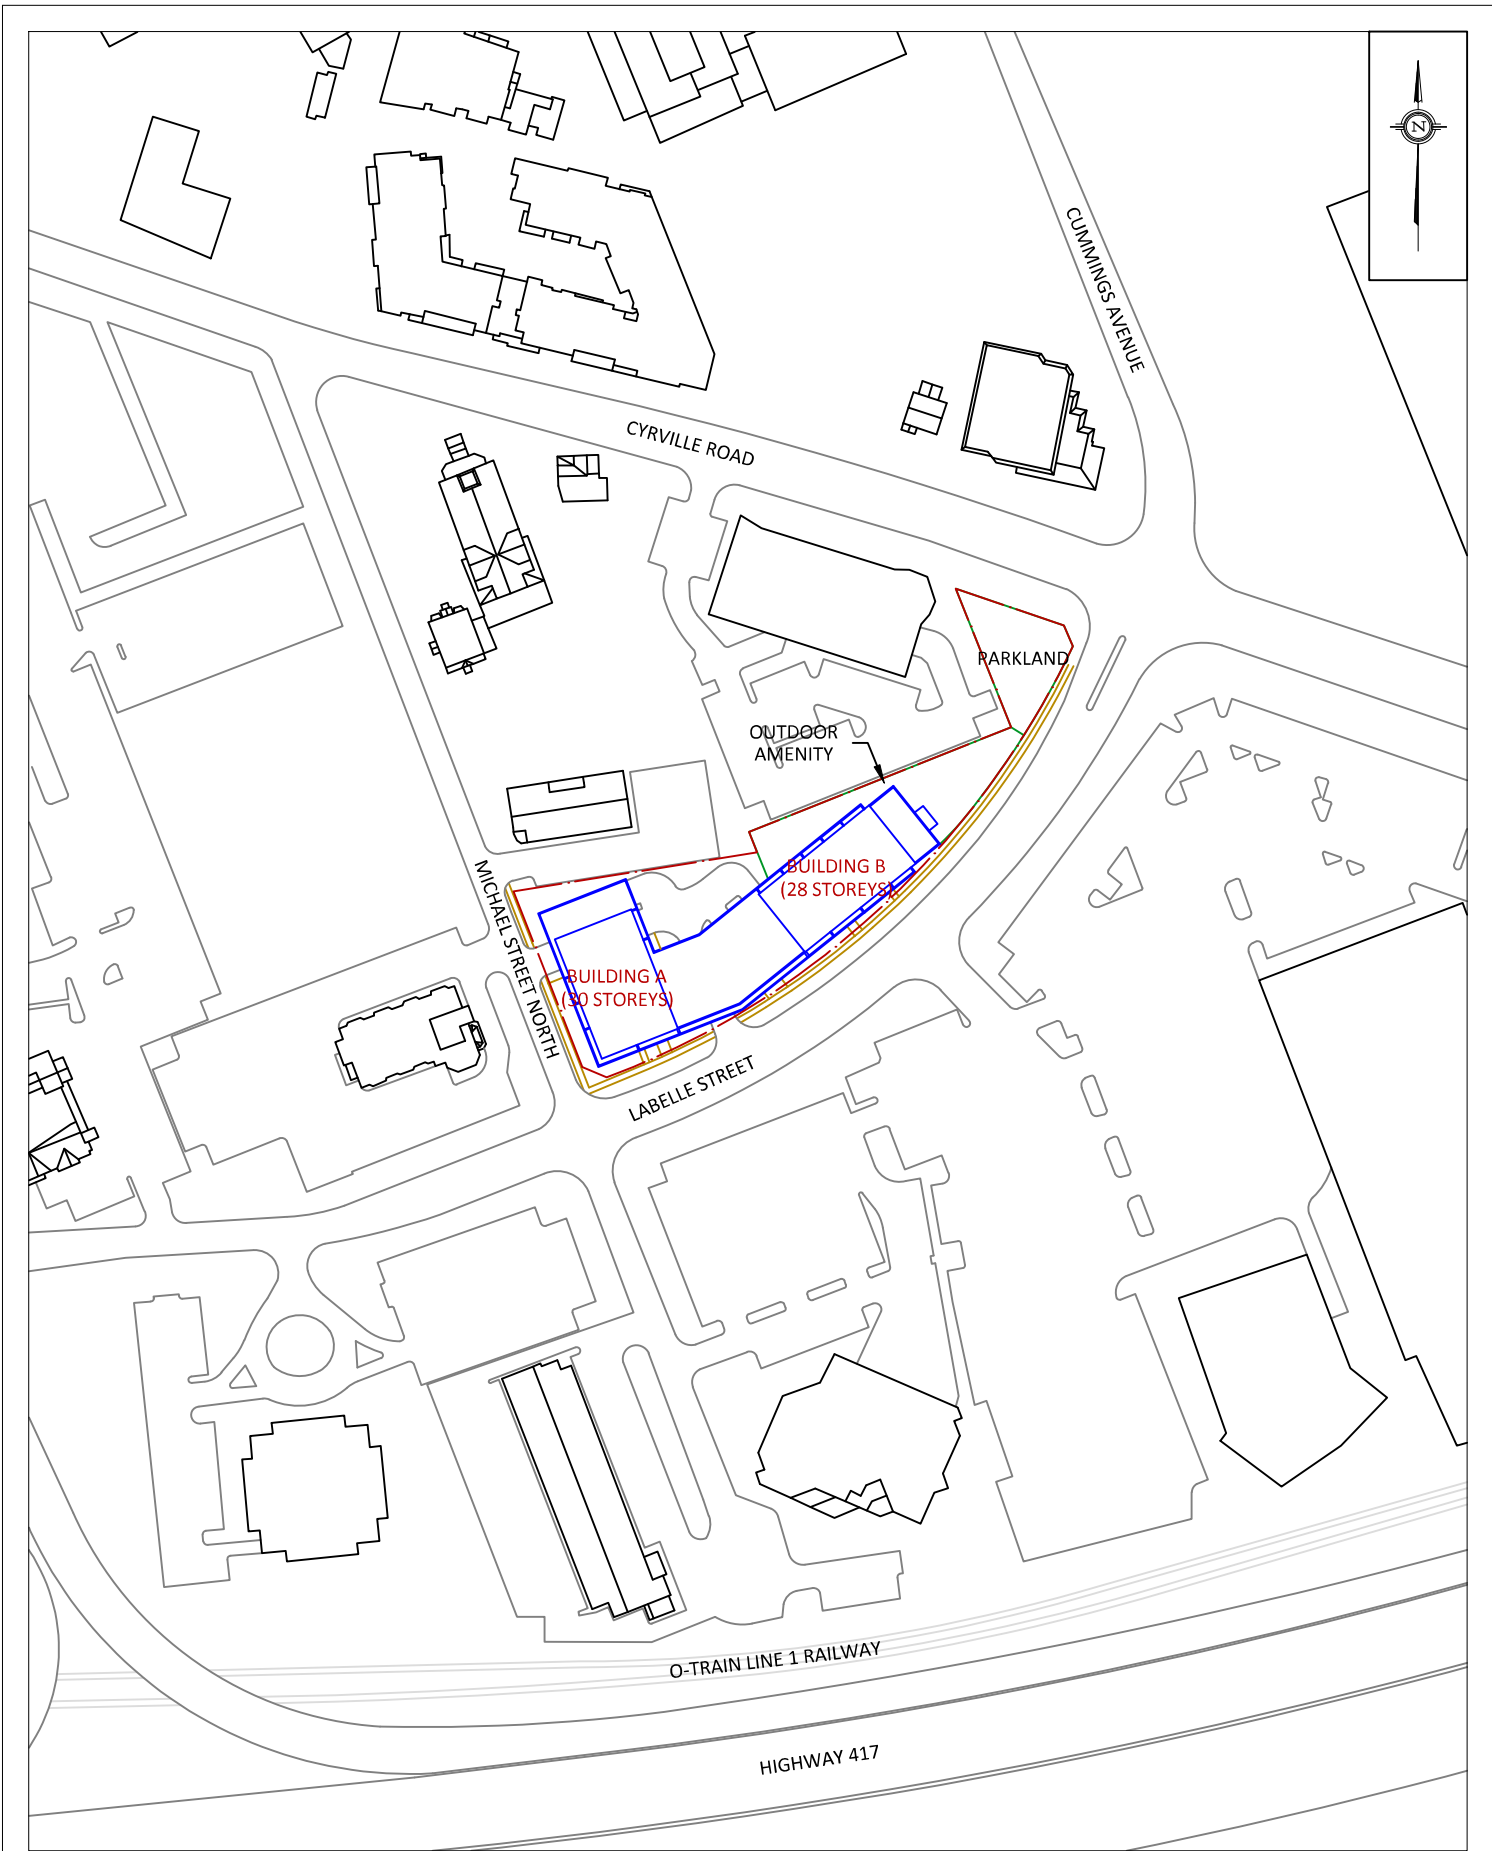 N
CUMMINGS AVENUE
CYRVILLE ROAD
PARKLAND
OUTDOOR
AMENITY
BUILDING B
(28 STOREYS)
MICHAEL STREET NORTH
BUILDING A
(30 STOREYS)
LABELLE STREET
O-TRAIN LINE 1 RAILWAY
HIGHWAY 417